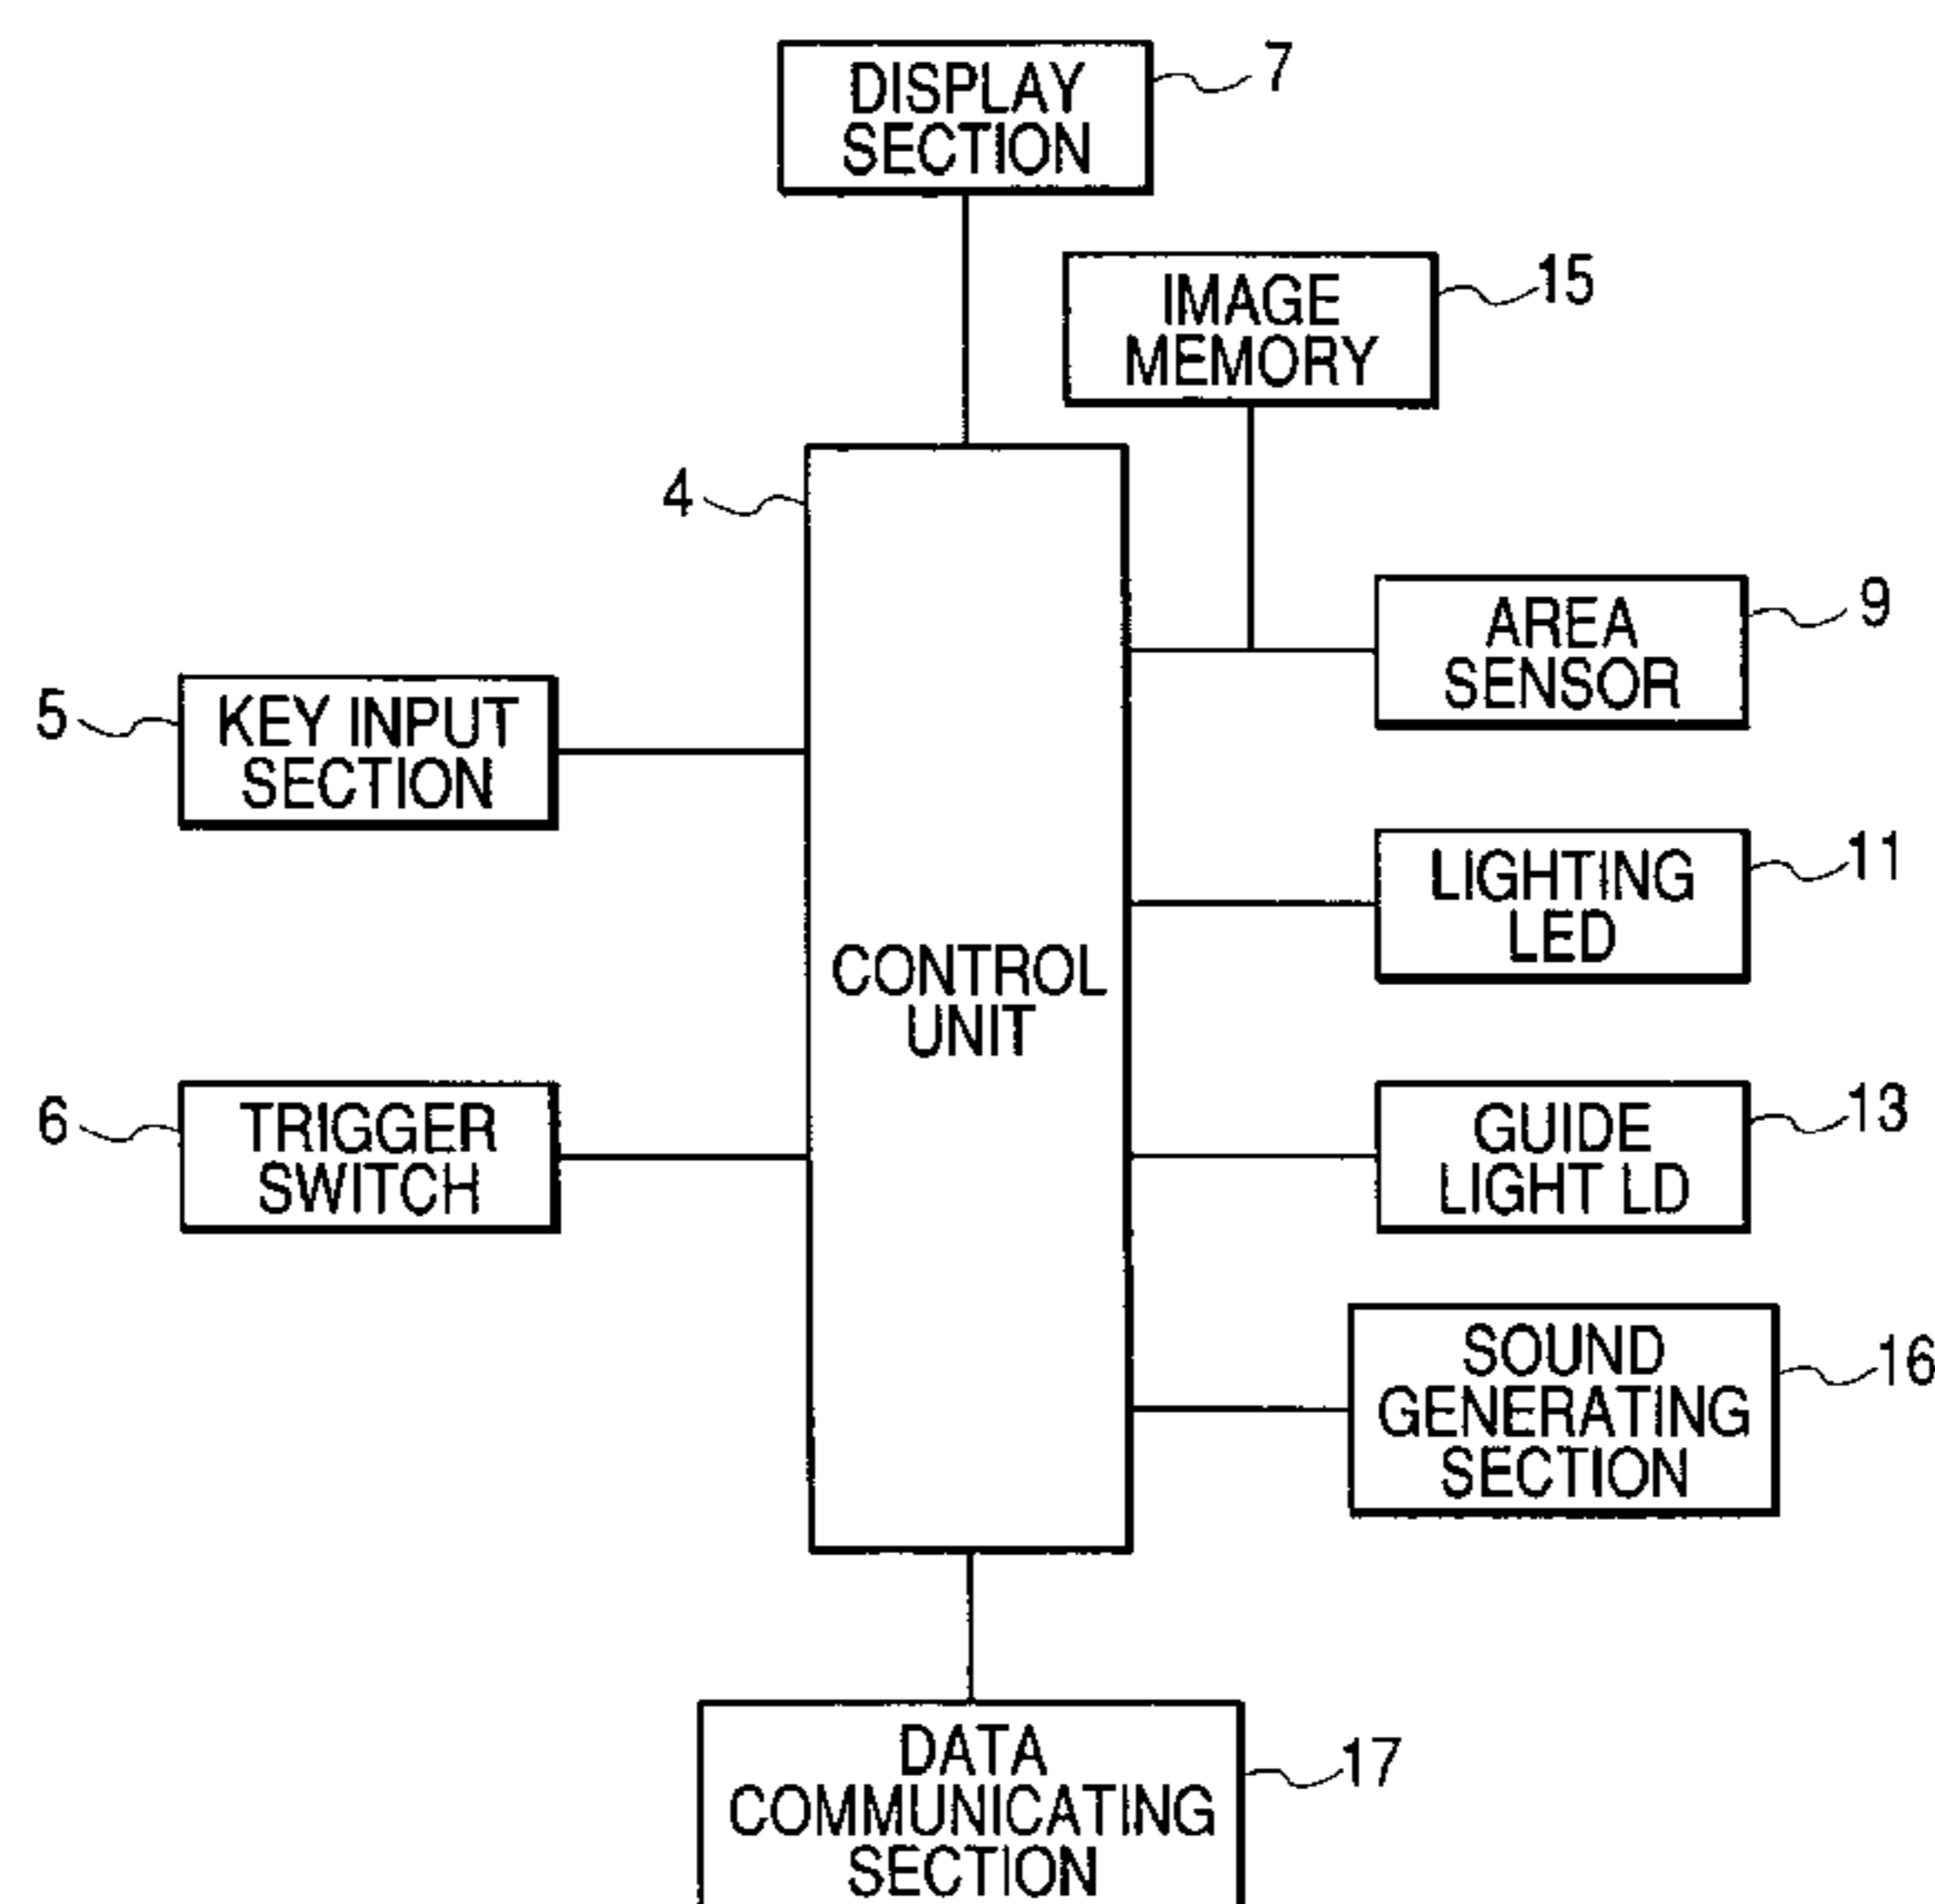 DISPLAY
SECTION
7
IMAGE
MEMORY
15
4
AREA
SENSOR
9
5
KEY INPUT
SECTION
LIGHTING
LED
11
CONTROL
UNIT
6
TRIGGER
SWITCH
GUIDE
LIGHT LD
13
SOUND
GENERATING
SECTION
16
DATA
COMMUNICATING
SECTION
17